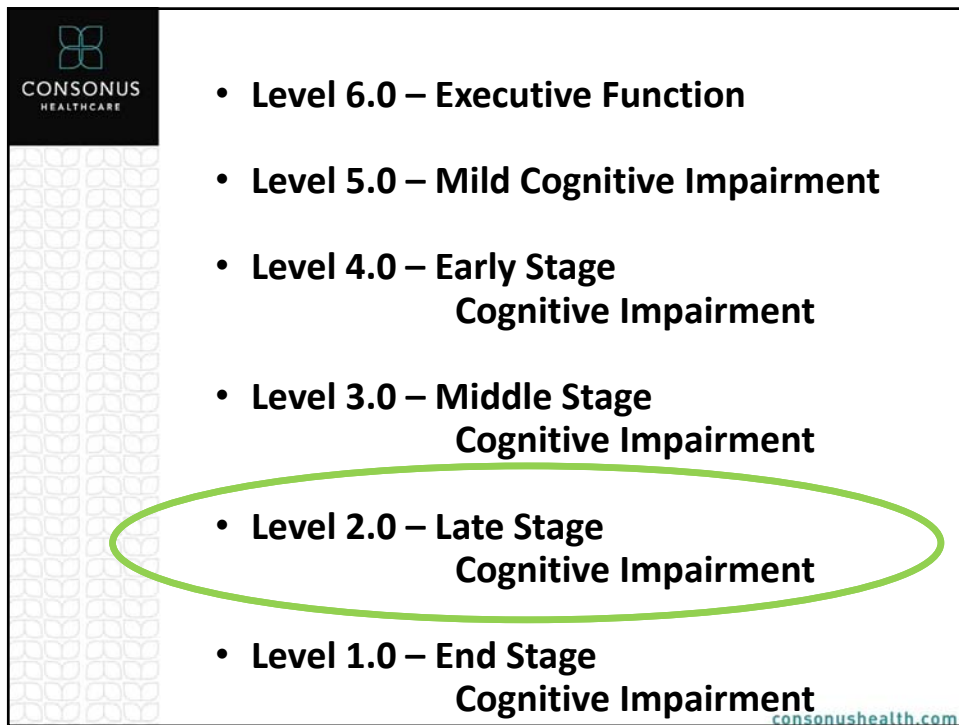 CONSONUS
HEALTHCARE
• Level 6.0 – Executive Function
• Level 5.0 – Mild Cognitive Impairment
• Level 4.0 – Early Stage
Cognitive Impairment
• Level 3.0 – Middle Stage
Cognitive Impairment
• Level 2.0 – Late Stage
Cognitive Impairment
• Level 1.0 – End Stage
Cognitive Impairment
consonushealth.com